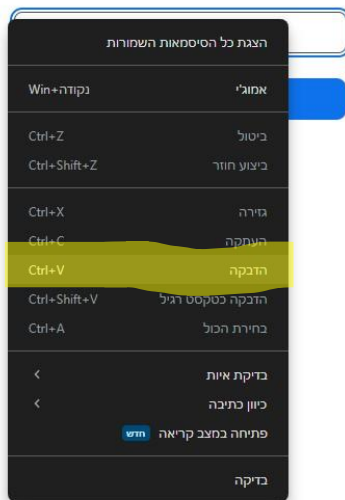 הצגת כל הסיסמאות השמורות
אמוג'י Win+נקודה
ביטול Ctrl+Z
ביצוע חוזר Ctrl+Shift+Z
גזירה Ctrl+X
העתקה Ctrl+C
הדבקה Ctrl+V
הדבקה כטקסט רגיל Ctrl+Shift+V
בחירת הכול Ctrl+A
בדיקת איות
כיוון כתיבה
פתיחה במצב קריאה חדש
בדיקה